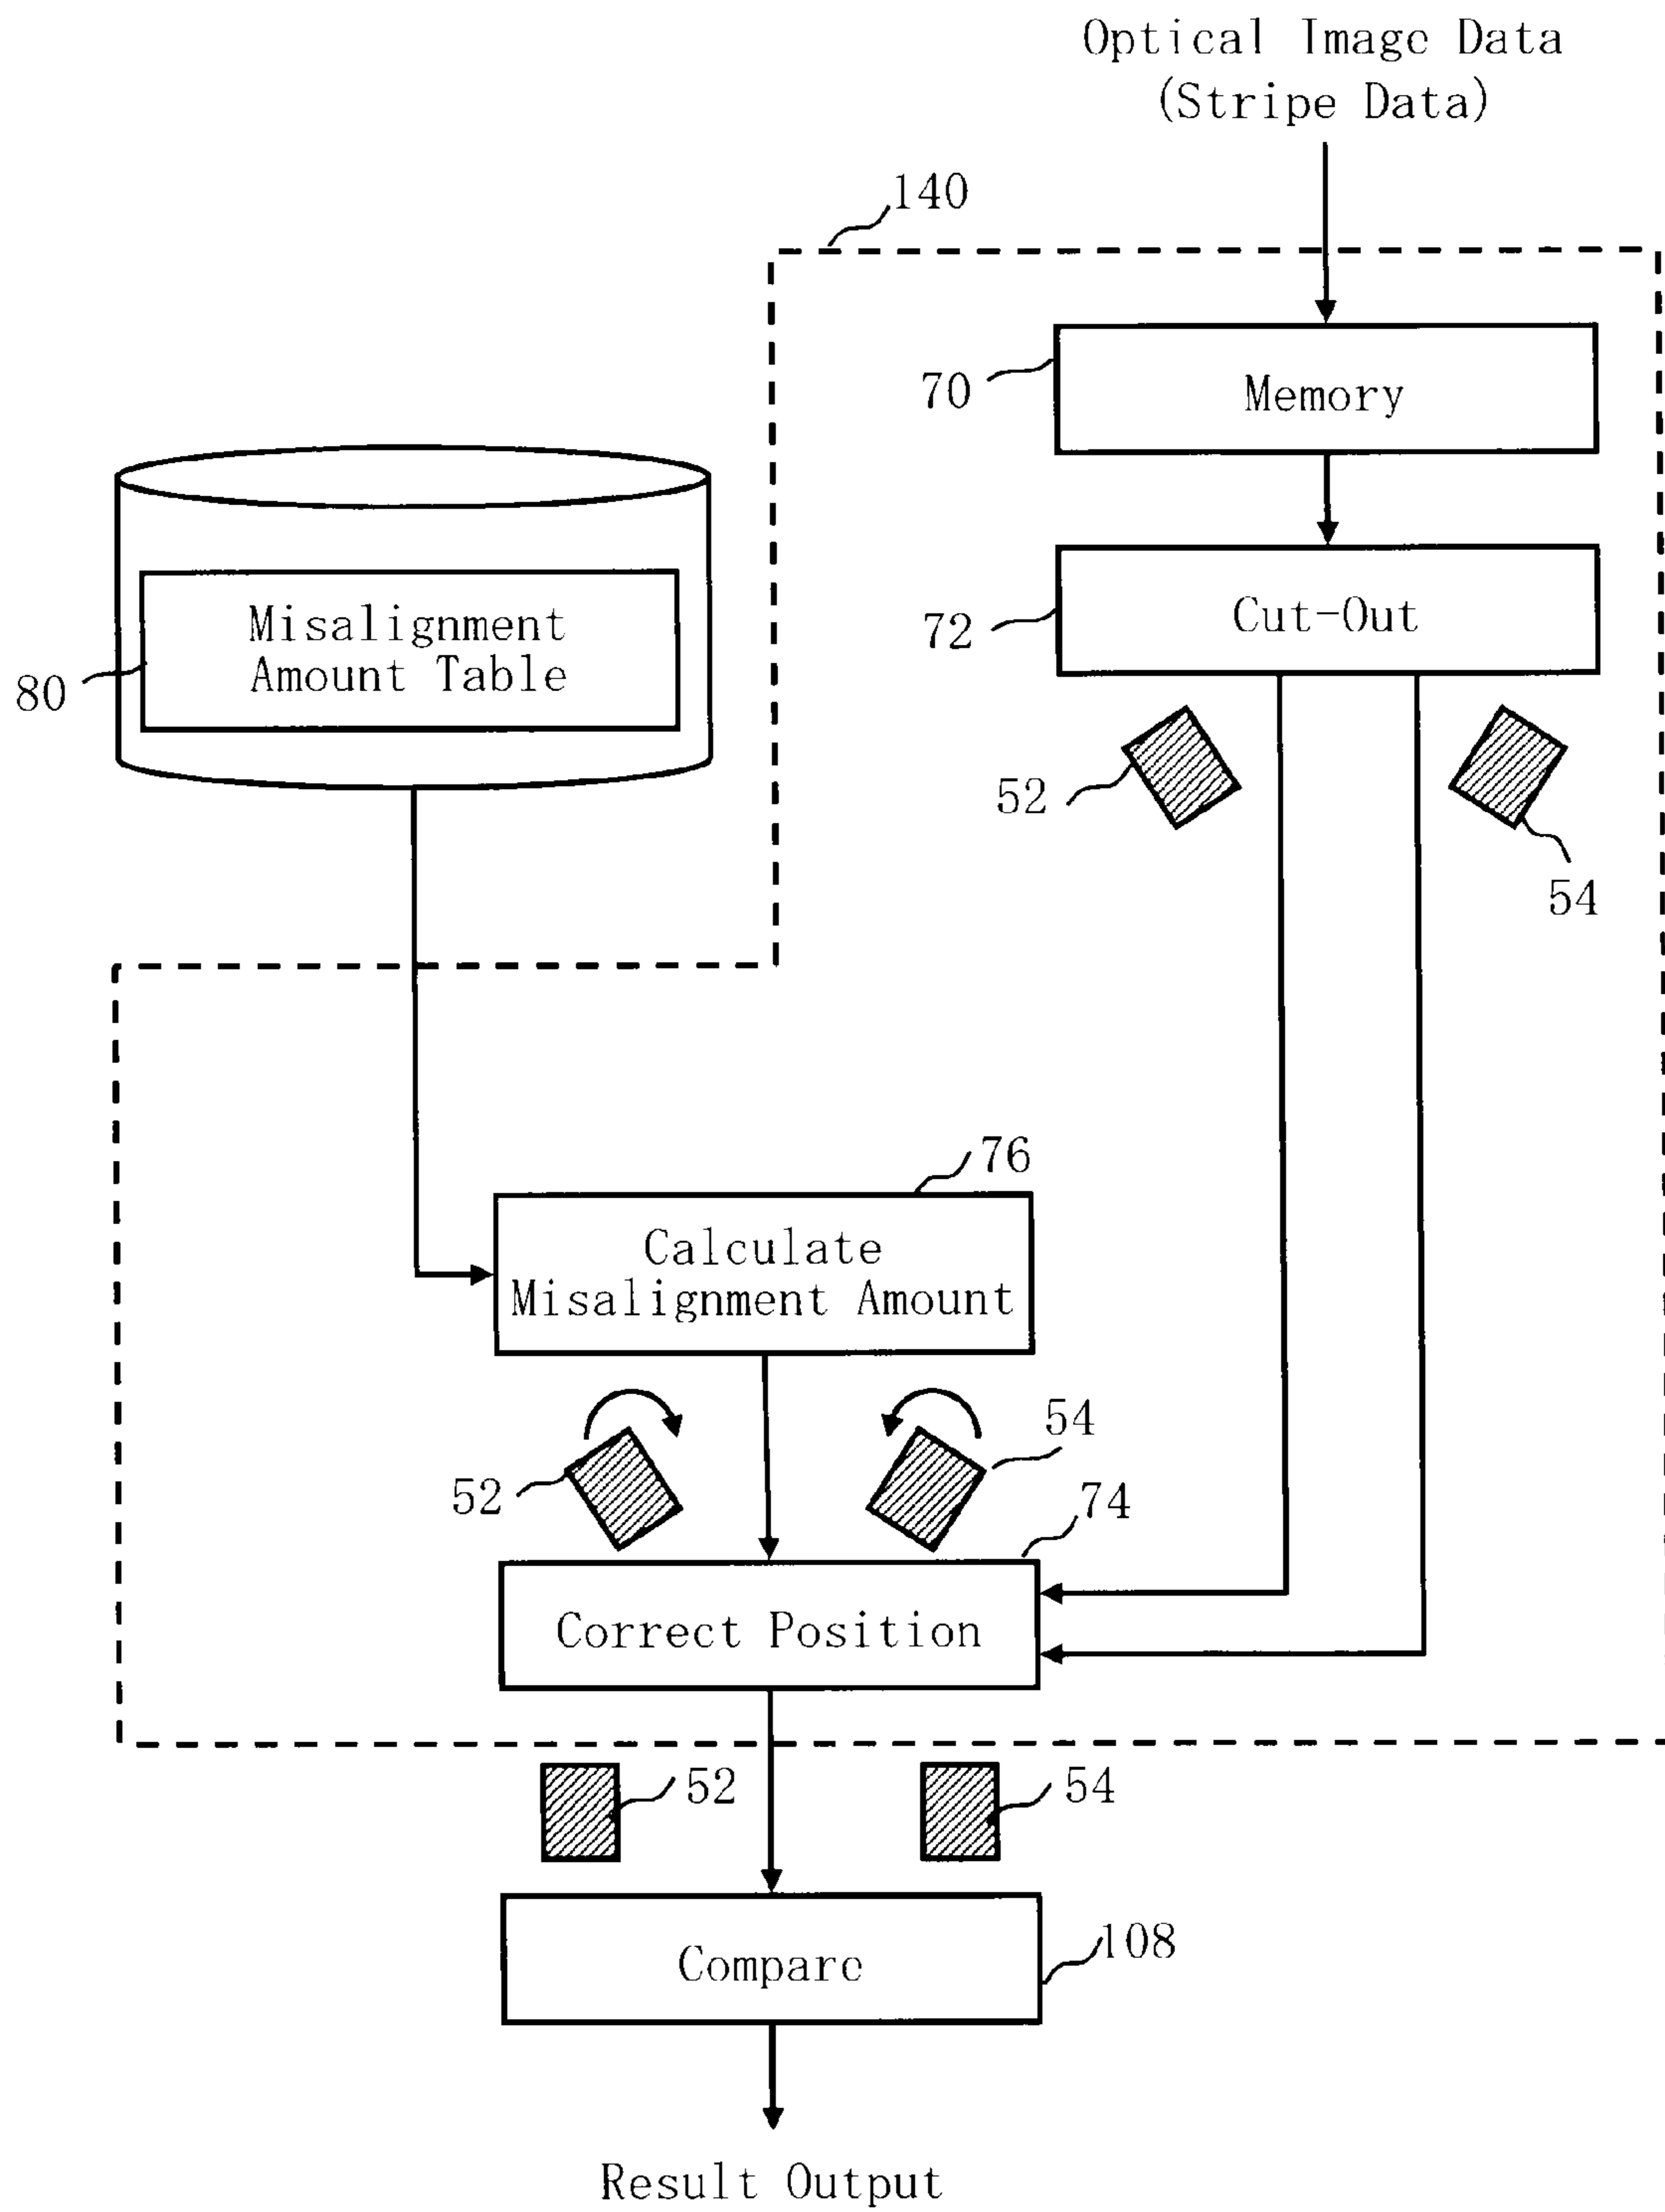 Optical Image Data
(Stripe Data)
140
70
Memory
72
Cut-Out
Misalignment
Amount Table
80
52
54
76
Calculate
Misalignment Amount
52
54
74
Correct Position
52
54
Compare
108
Result Output